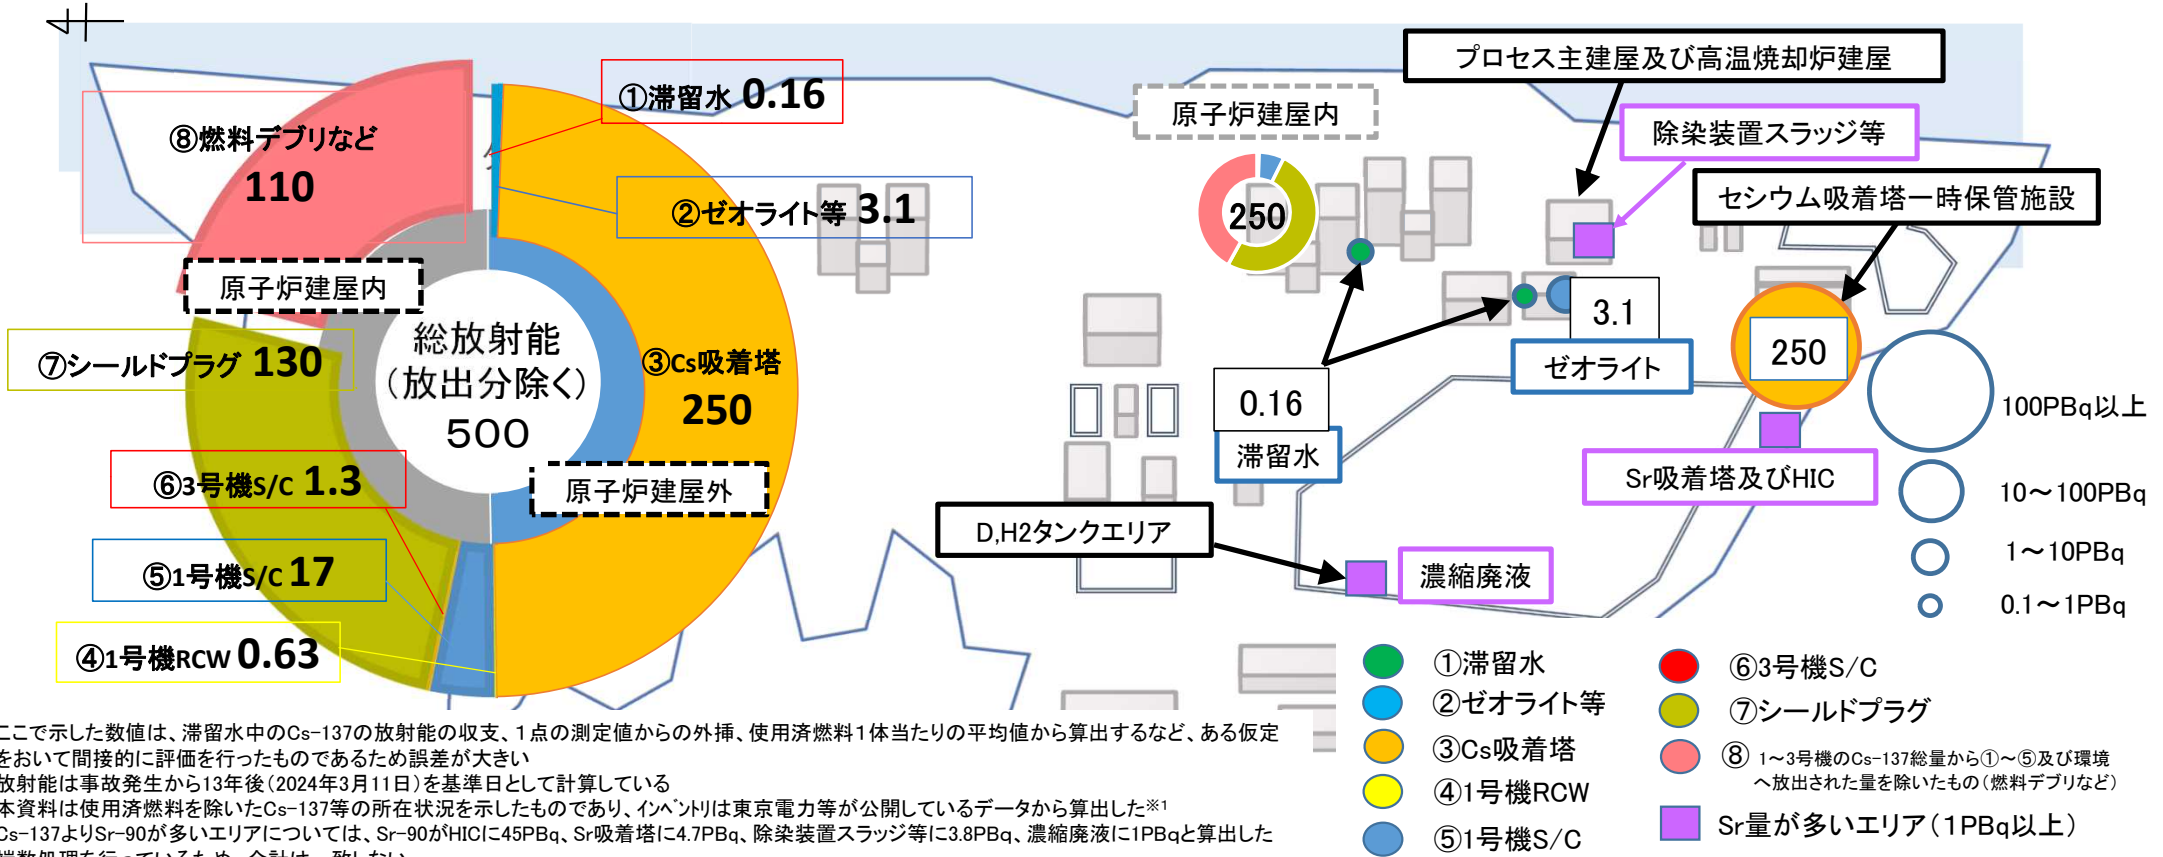 ①滞留水 0.16
②ゼオライト等 3.1
⑧燃料デブリなど
110
原子炉建屋内
⑦シールドプラグ 130
総放射能
(放出分除く)
500
③Cs吸着塔
250
⑥3号機S/C 1.3
原子炉建屋外
⑤1号機S/C 17
④1号機RCW 0.63
プロセス主建屋及び高温焼却炉建屋
原子炉建屋内
除染装置スラッジ等
セシウム吸着塔一時保管施設
250
3.1
ゼオライト
250
0.16
滞留水
Sr吸着塔及びHIC
D,H2タンクエリア
濃縮廃液
100PBq以上
10～100PBq
1～10PBq
0.1～1PBq
①滞留水
②ゼオライト等
③Cs吸着塔
④1号機RCW
⑤1号機S/C
⑥3号機S/C
⑦シールドプラグ
⑧ 1～3号機のCs-137総量から①～⑤及び環境
へ放出された量を除いたもの(燃料デブリなど)
Sr量が多いエリア(1PBq以上)
ここで示した数値は、滞留水中のCs-137の放射能の収支、1点の測定値からの外挿、使用済燃料1体当たりの平均値から算出するなど、ある仮定
をおいて間接的に評価を行ったものであるため誤差が大きい
放射能は事故発生から13年後(2024年3月11日)を基準日として計算している
本資料は使用済燃料を除いたCs-137等の所在状況を示したものであり、インベントリは東京電力等が公開しているデータから算出した※1
Cs-137よりSr-90が多いエリアについては、Sr-90がHICに45PBq、Sr吸着塔に4.7PBq、除染装置スラッジ等に3.8PBq、濃縮廃液に1PBqと算出した
端数処理を行っているため、合計は一致しない